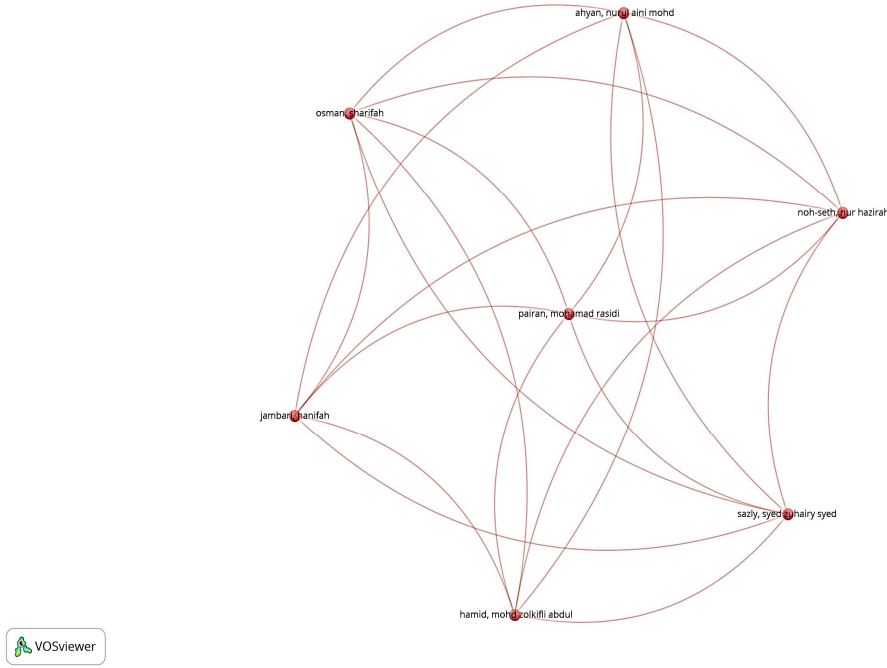 ahyan, nurul aini mohd
osman, sharifah
noh-seth, nur hazirah
pairan, mohamad rasidi
jambari, hanifah
sazly, syed zuhairy syed
hamid, mohd zolkifli abdul
VOSviewer